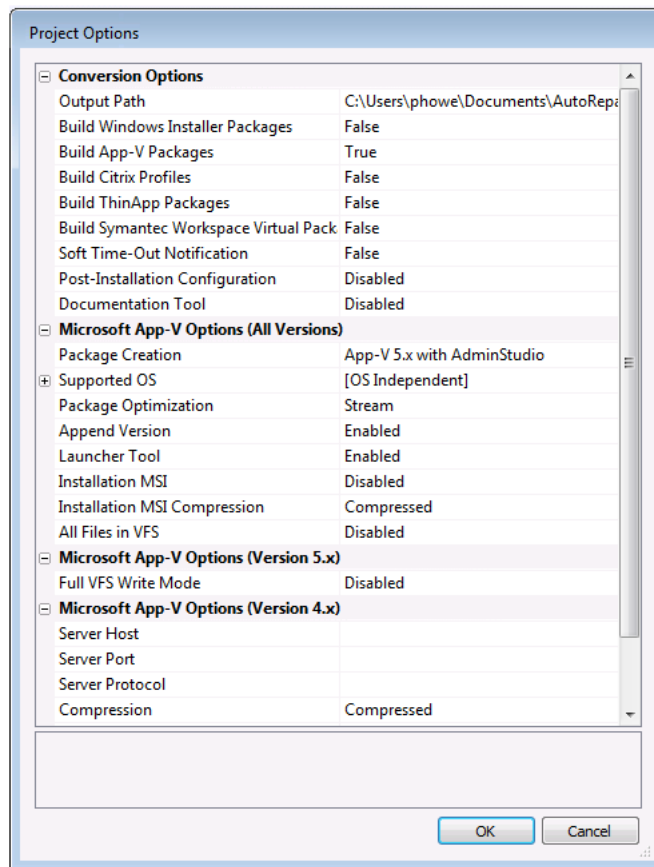 Project Options
Conversion Options
Output Path C:\Users\phowe\Documents\AutoRepa
Build Windows Installer Packages False
Build App-V Packages True
Build Citrix Profiles False
Build ThinApp Packages False
Build Symantec Workspace Virtual Pack False
Soft Time-Out Notification False
Post-Installation Configuration Disabled
Documentation Tool Disabled
Microsoft App-V Options (All Versions)
Package Creation App-V 5.x with AdminStudio
Supported OS [OS Independent]
Package Optimization Stream
Append Version Enabled
Launcher Tool Enabled
Installation MSI Disabled
Installation MSI Compression Compressed
All Files in VFS Disabled
Microsoft App-V Options (Version 5.x)
Full VFS Write Mode Disabled
Microsoft App-V Options (Version 4.x)
Server Host
Server Port
Server Protocol
Compression Compressed
OK Cancel